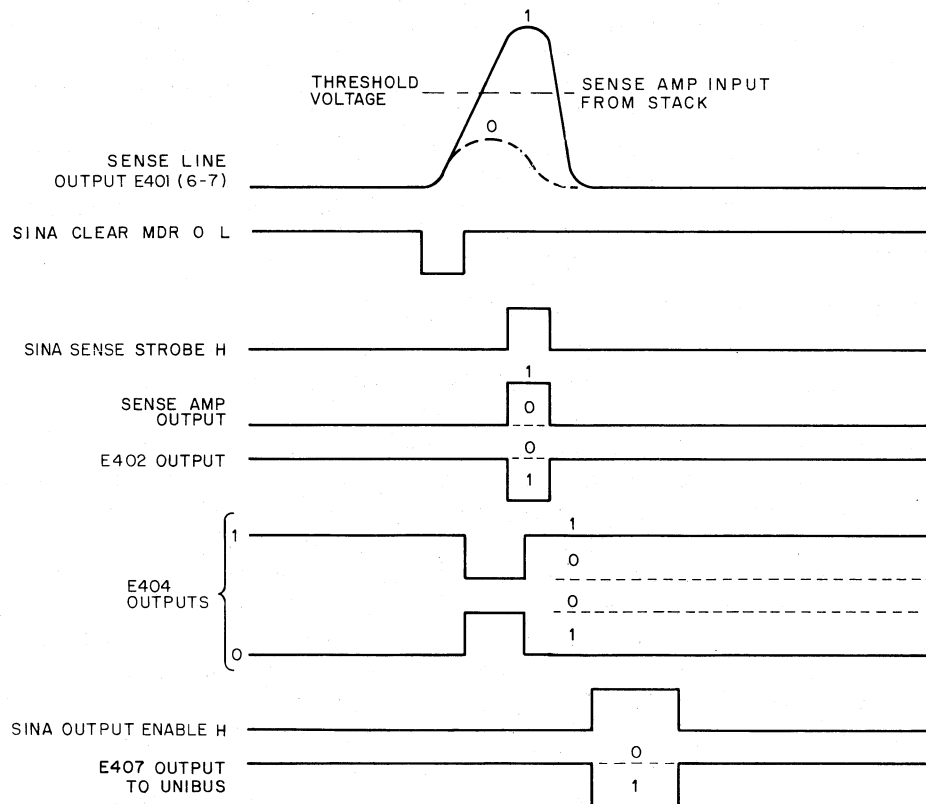 1
THRESHOLD
VOLTAGE
SENSE AMP INPUT
FROM STACK
0
SENSE LINE
OUTPUT E401 (6-7)
SINA CLEAR MDR 0 L
SINA SENSE STROBE H
1
SENSE AMP
OUTPUT
0
0
E402 OUTPUT
1
1
1
0
E404
OUTPUTS
0
1
0
SINA OUTPUT ENABLE H
0
E407 OUTPUT
TO UNIBUS
1